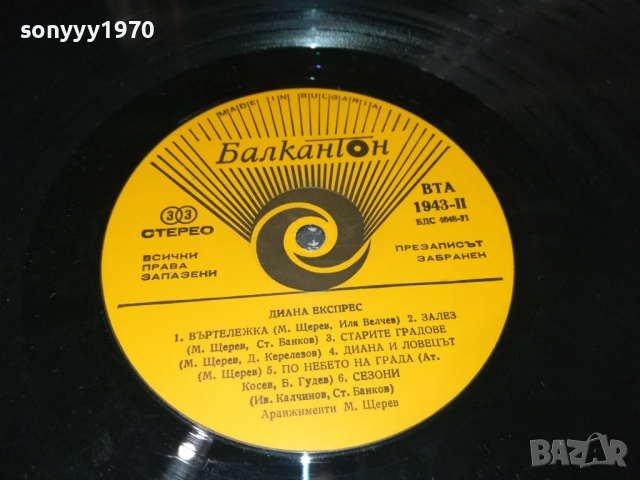 sonyyy1970
MADE IN BULGARIA
Балкантон
33
СТЕРЕО
ВТА
1943-II
БДС 4848-71
ВСИЧКИ
ПРАВА
ЗАПАЗЕНИ
ПРЕЗАПИСЪТ
ЗАБРАНЕН
ДИАНА ЕКСПРЕС
1. ВЪРТЕЛЕЖКА (М. Щерев, Иля Велчев) 2. ЗАЛЕЗ
(М. Щерев, Ст. Банков) 3. СТАРИТЕ ГРАДОВЕ
(М. Щерев, Д. Керелезов) 4. ДИАНА И ЛОВЕЦЪТ
(М. Щерев) 5. ПО НЕБЕТО НА ГРАДА (Ат.
Косев, Б. Гудев) 6. СЕЗОНИ
(Ив. Калчинов, Ст. Банков)
Аранжименти М. Щерев
BAZAR